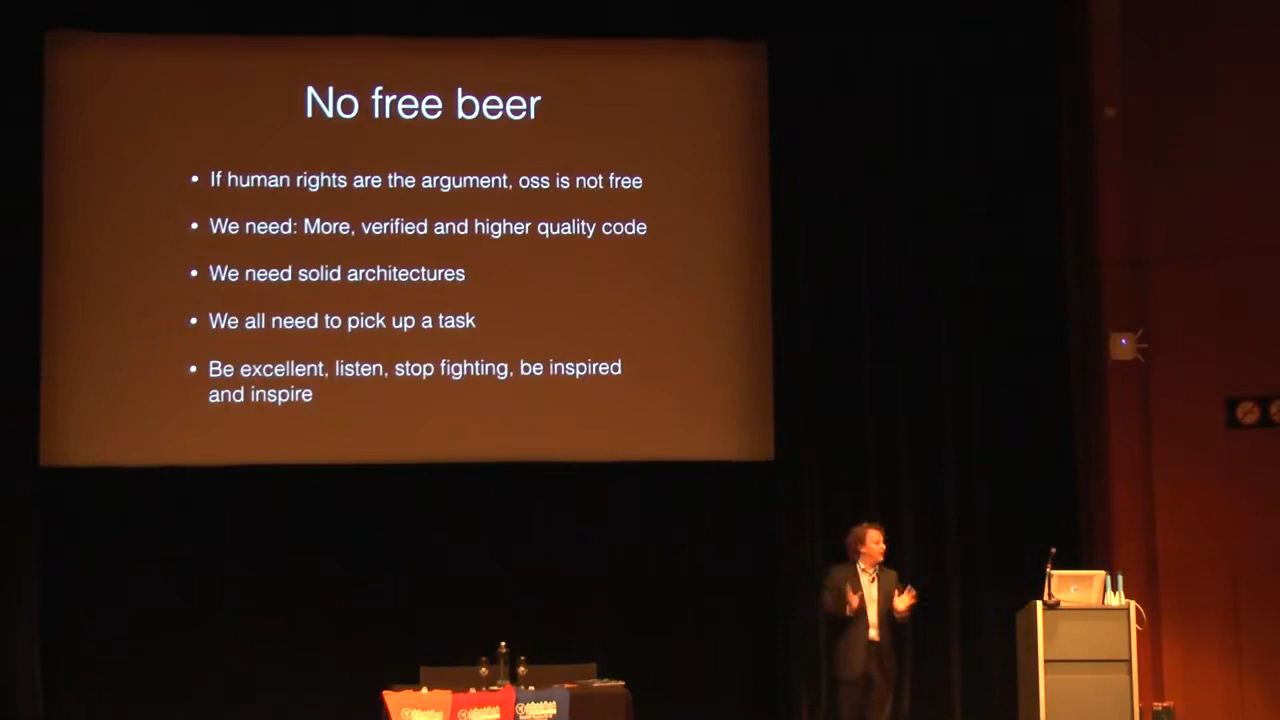 No free beer
• If human rights are the argument, oss is not free
• We need: More, verified and higher quality code
• We need solid architectures
• We all need to pick up a task
• Be excellent, listen, stop fighting, be inspired
and inspire